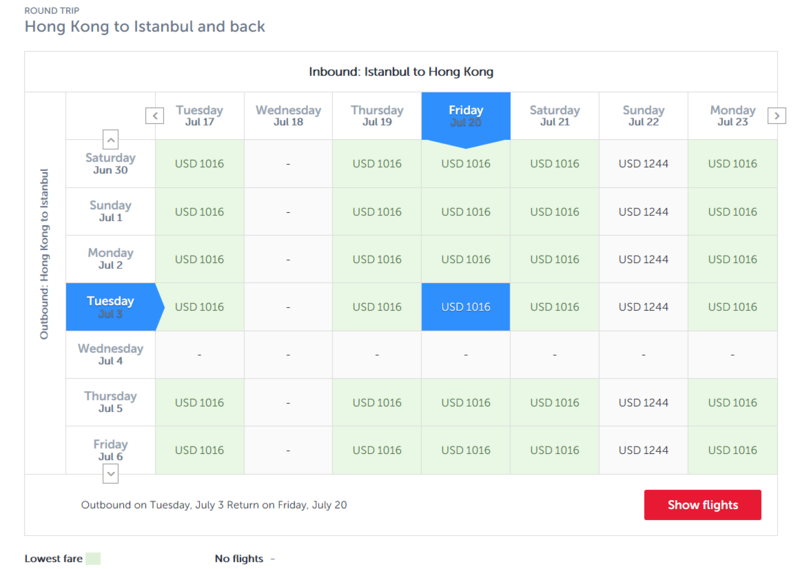 ROUND TRIP
Hong Kong to Istanbul and back
Inbound: Istanbul to Hong Kong
Outbound: Hong Kong to Istanbul
Tuesday Wednesday Thursday Friday Saturday Sunday Monday
Jul 17 Jul 18 Jul 19 Jul 20 Jul 21 Jul 22 Jul 23
Saturday
Jun 30
USD 1016 - USD 1016 USD 1016 USD 1016 USD 1244 USD 1016
Sunday
Jul 1
USD 1016 - USD 1016 USD 1016 USD 1016 USD 1244 USD 1016
Monday
Jul 2
USD 1016 - USD 1016 USD 1016 USD 1016 USD 1244 USD 1016
Tuesday
Jul 3
USD 1016 - USD 1016 USD 1016 USD 1016 USD 1244 USD 1016
Wednesday
Jul 4
- - - - - - -
Thursday
Jul 5
USD 1016 - USD 1016 USD 1016 USD 1016 USD 1244 USD 1016
Friday
Jul 6
USD 1016 - USD 1016 USD 1016 USD 1016 USD 1244 USD 1016
Outbound on Tuesday, July 3 Return on Friday, July 20
Show flights
Lowest fare
No flights -